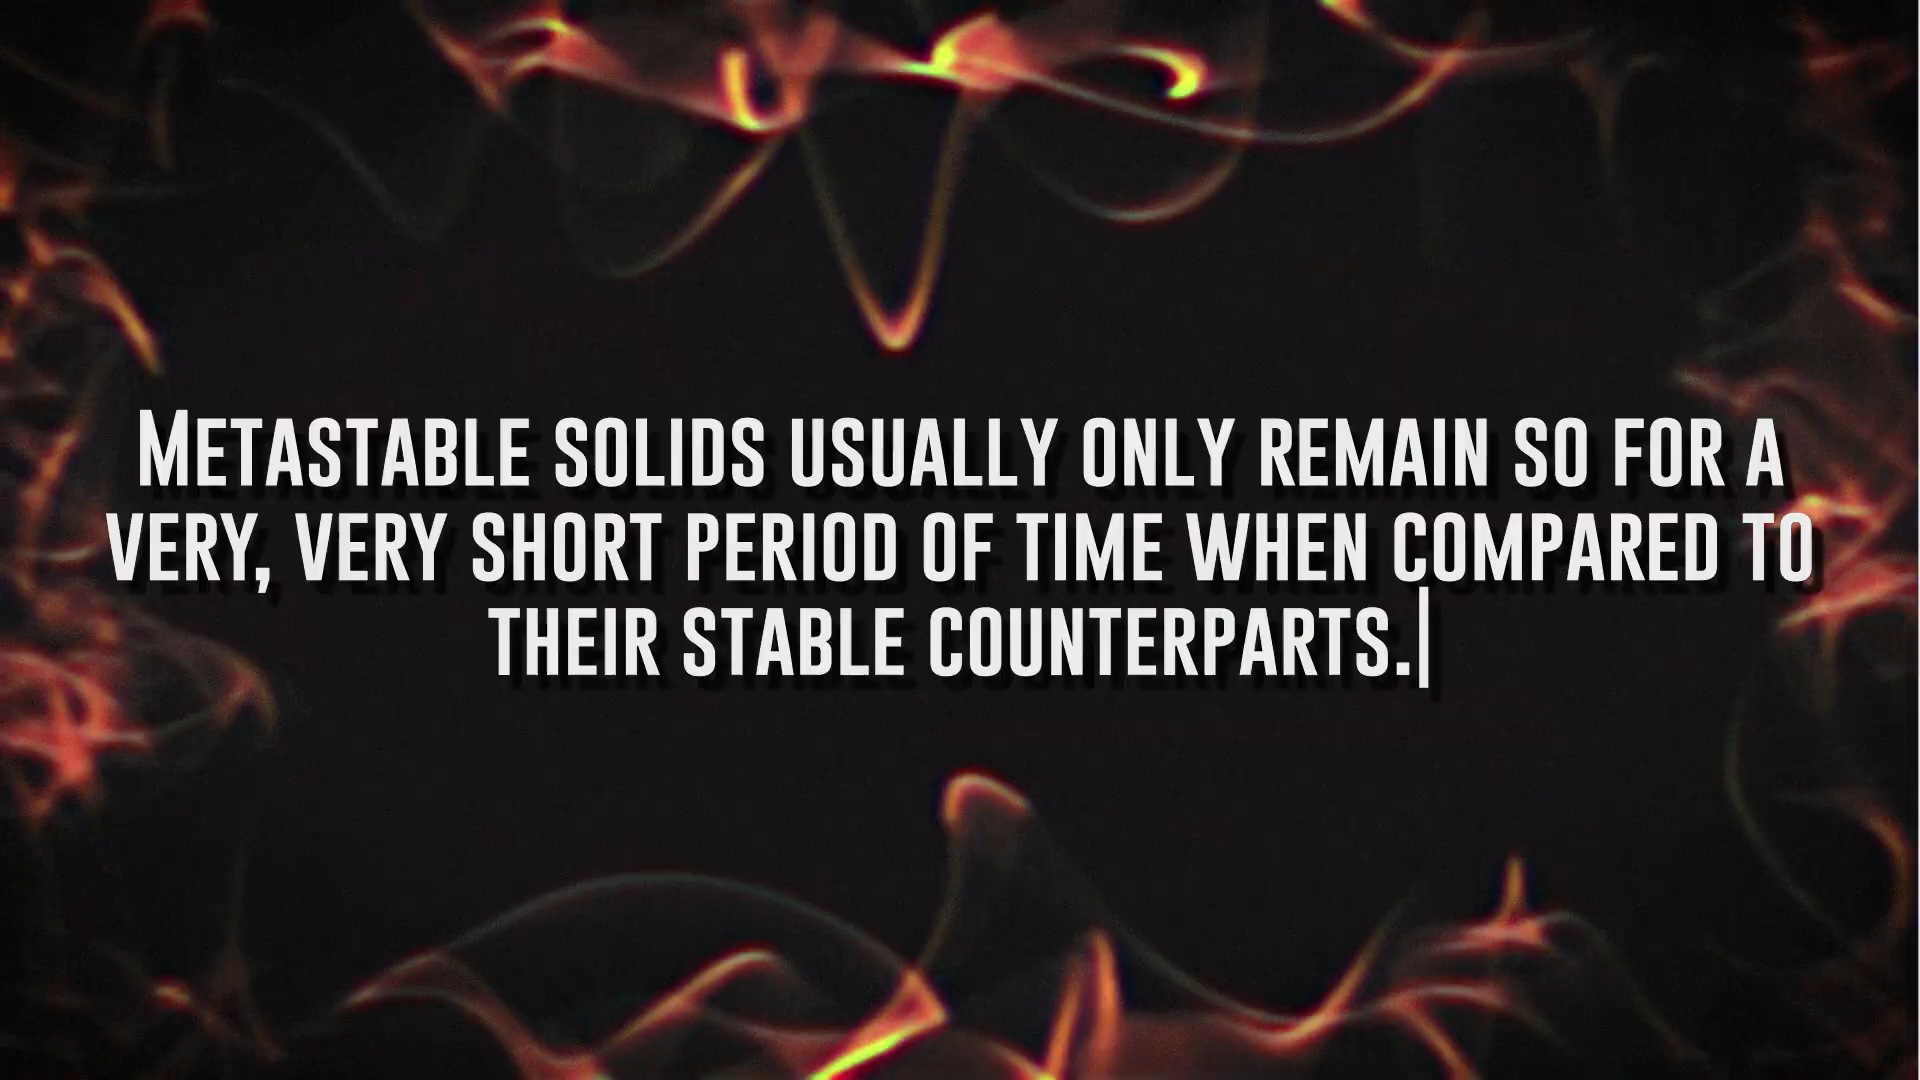 Metastable solids usually only remain so for a
very, very short period of time when compared to
their stable counterparts.